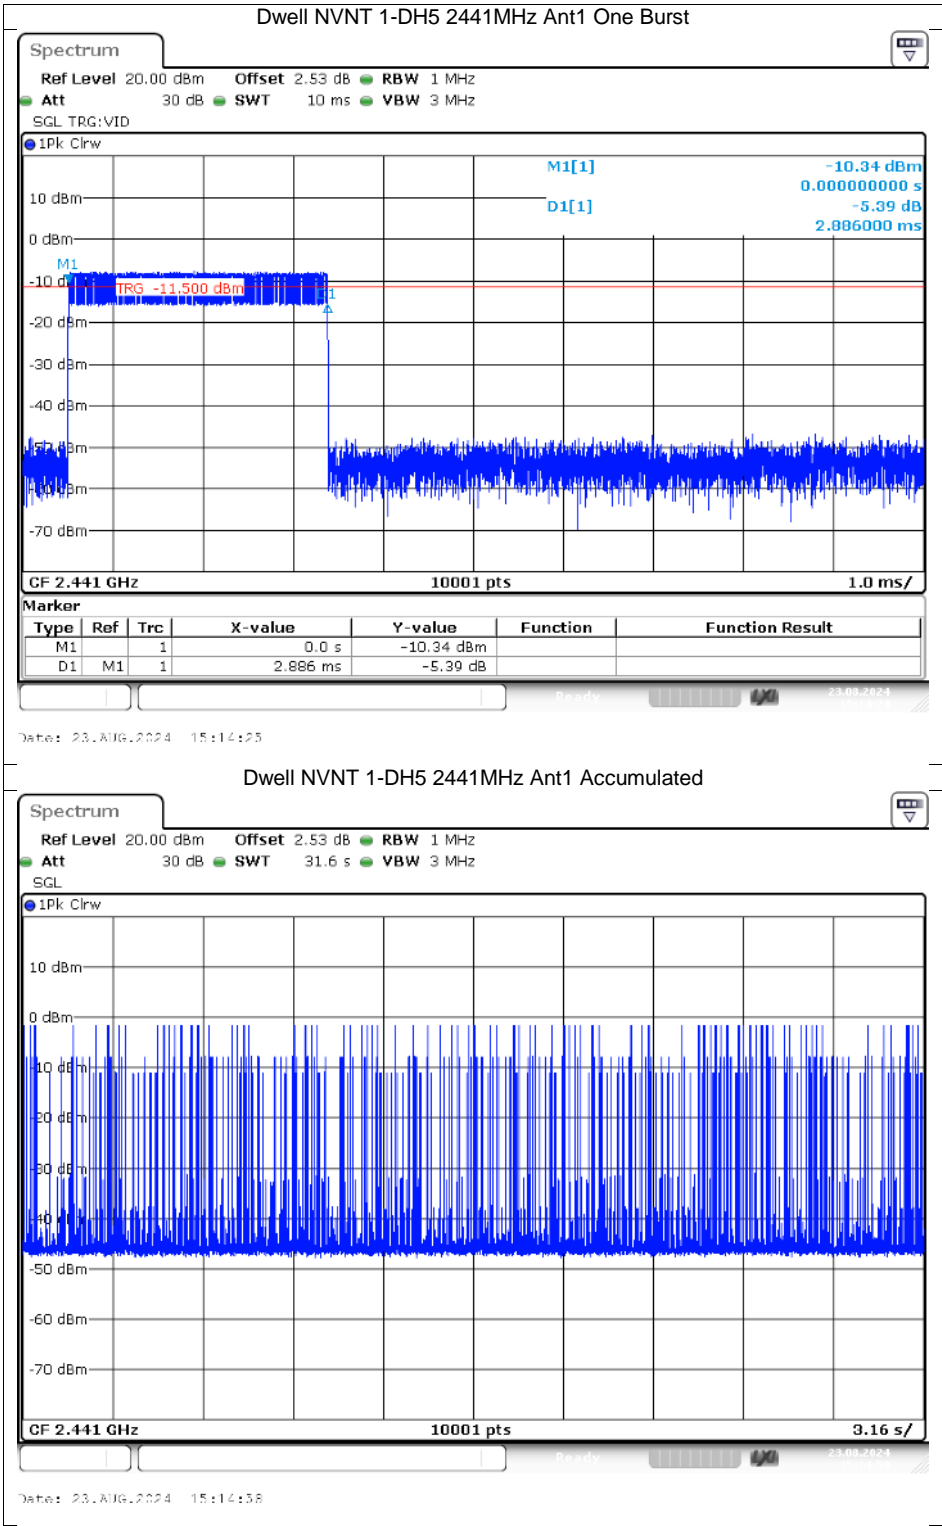 Dwell NVNT 1-DH5 2441MHz Ant1 One Burst
Spectrum
Ref Level 20.00 dBm Offset 2.53 dB RBW 1 MHz
Att 30 dB SWT 10 ms VBW 3 MHz
SGL TRG:VID
1Pk Clrw
M1[1] -10.34 dBm
0.000000000 s
10 dBm
D1[1] -5.39 dB
2.886000 ms
0 dBm
M1
TRG -11.500 dBm
-20 dBm
-30 dBm
-40 dBm
-70 dBm
CF 2.441 GHz 10001 pts 1.0 ms/
Marker
Type Ref Trc X-value Y-value Function Function Result
M1 1 0.0 s -10.34 dBm
D1 M1 1 2.886 ms -5.39 dB
Ready 23.08.2024
Date: 23.AUG.2024 15:14:25
Dwell NVNT 1-DH5 2441MHz Ant1 Accumulated
Spectrum
Ref Level 20.00 dBm Offset 2.53 dB RBW 1 MHz
Att 30 dB SWT 31.6 s VBW 3 MHz
SGL
1Pk Clrw
10 dBm
0 dBm
-50 dBm
-60 dBm
-70 dBm
CF 2.441 GHz 10001 pts 3.16 s/
Ready 23.08.2024
Date: 23.AUG.2024 15:14:58